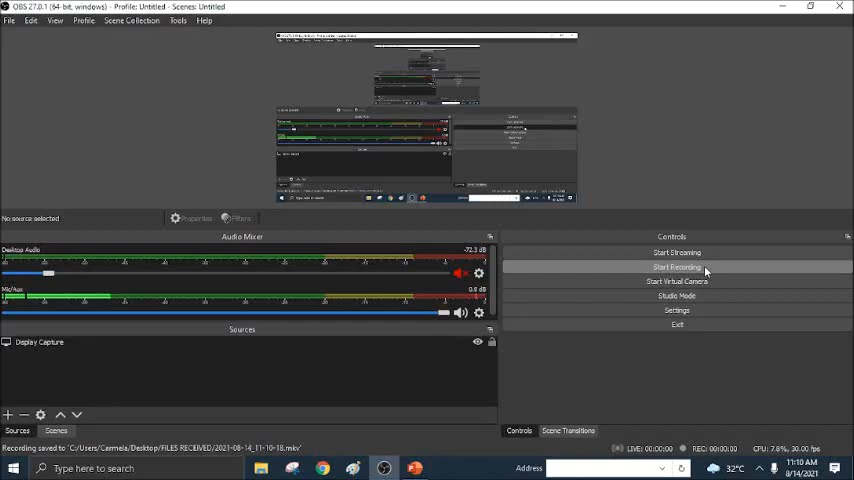 OBS 27.0.1 (64-bit, windows) - Profile: Untitled - Scenes: Untitled
File Edit View Profile Scene Collection Tools Help
No source selected Properties Filters
Audio Mixer
Desktop Audio -72.3 dB
Mic/Aux 0.0 dB
Sources
Display Capture
Sources Scenes
Controls
Start Streaming
Start Recording
Start Virtual Camera
Studio Mode
Settings
Exit
Controls Scene Transitions
Recording saved to 'C:/Users/Carmela/Desktop/FILES RECEIVED/2021-08-14_11-10-18.mkv'
LIVE: 00:00:00 REC: 00:00:00 CPU: 7.8%, 30.00 fps
Type here to search
Address
32°C
11:10 AM
8/14/2021